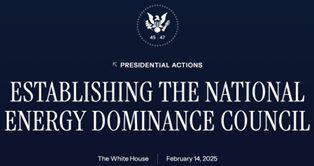 45 47
PRESIDENTIAL ACTIONS
ESTABLISHING THE NATIONAL
ENERGY DOMINANCE COUNCIL
The White House February 14, 2025